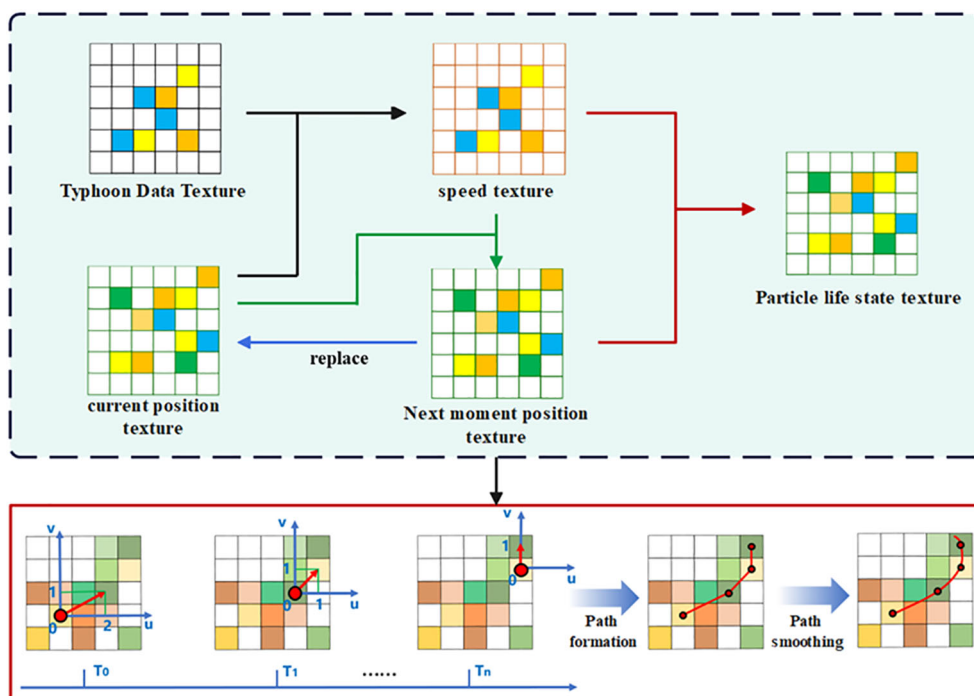 Typhoon Data Texture
speed texture
Particle life state texture
current position
texture
replace
Next moment position
texture
v
1
0
2
u
v
1
0
1
u
v
1
0
u
Path
formation
Path
smoothing
T0
T1
......
Tn